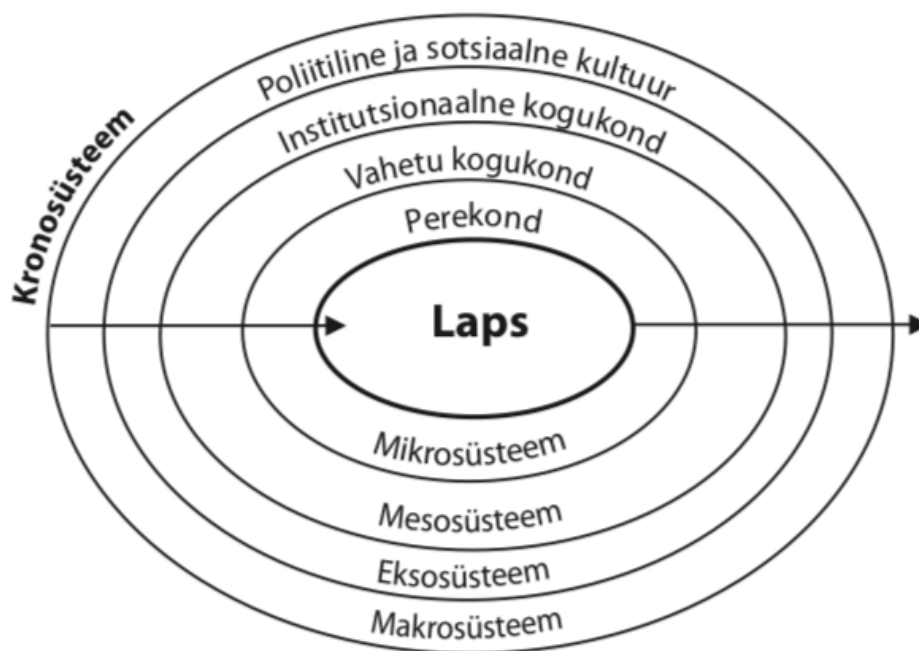 Poliitiline ja sotsiaalne kultuur
Institutsionaalne kogukond
Vahetu kogukond
Perekond
Kronosüsteem
Laps
Mikrosüsteem
Mesosüsteem
Eksosüsteem
Makrosüsteem